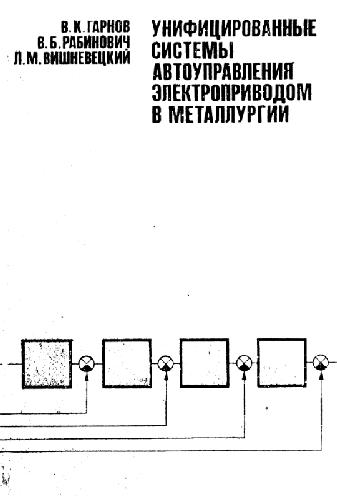 В. К. ГАРНОВ
В. Б. РАБИНОВИЧ
Л. М. ВИШНЕВЕЦКИЙ
УНИФИЦИРОВАННЫЕ
СИСТЕМЫ
АВТОУПРАВЛЕНИЯ
ЭЛЕКТРОПРИВОДОМ
В МЕТАЛЛУРГИИ